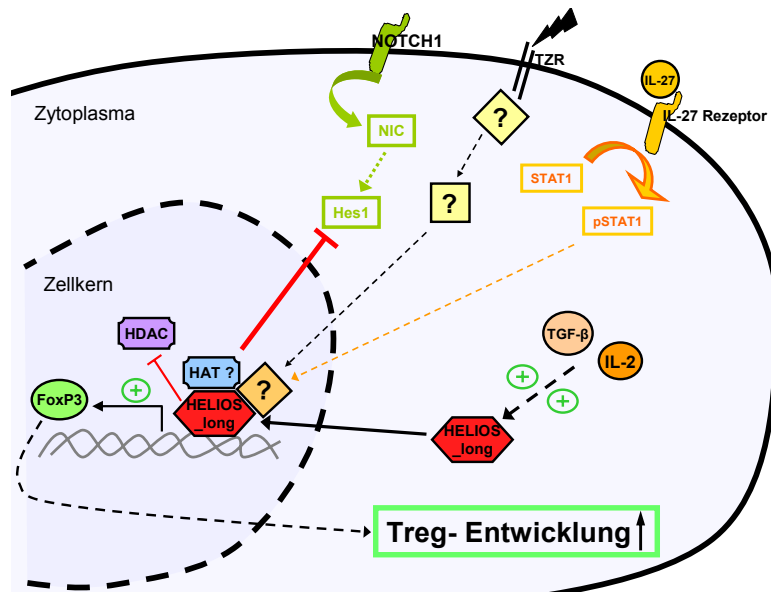 NOTCH1
TZR
IL-27
IL-27 Rezeptor
Zytoplasma
?
NIC
STAT1
?
Hes1
pSTAT1
Zellkern
HDAC
TGF-β
IL-2
HAT ?
?
+
+
+
FoxP3
HELIOS
_long
HELIOS
_long
Treg- Entwicklung